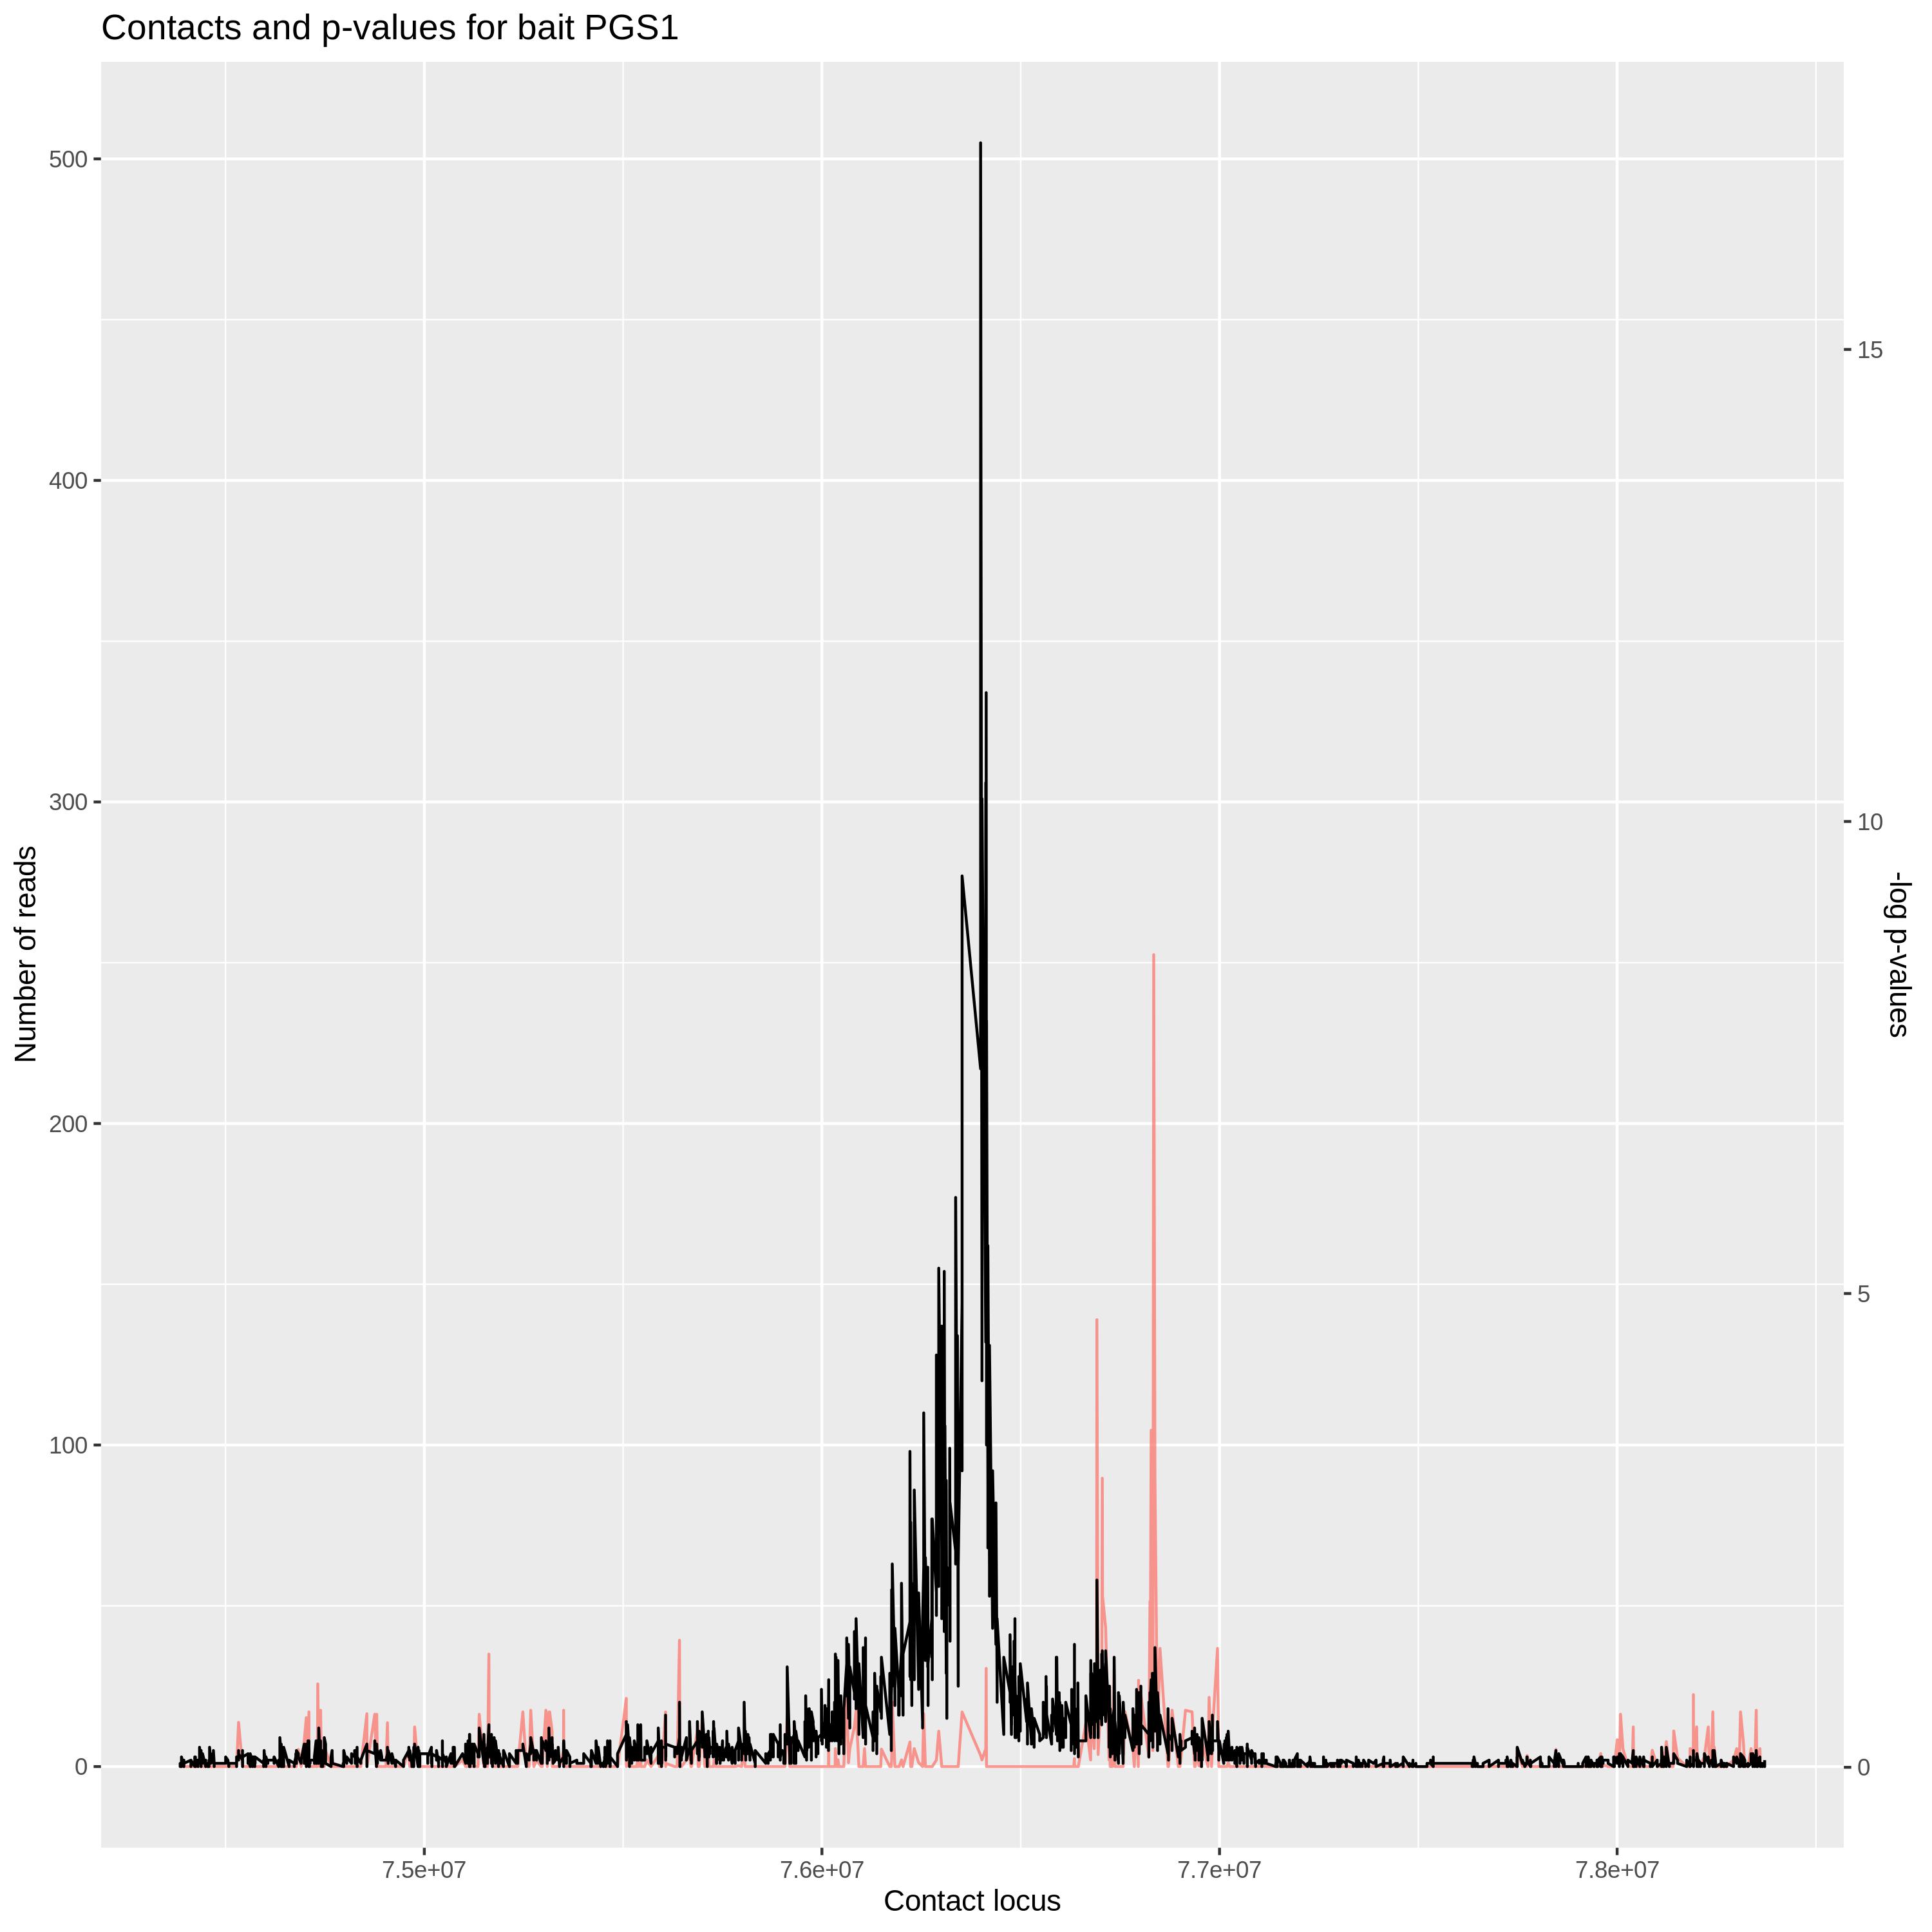 Contacts and p-values for bait PGS1
500
400
300
200
100
0
Number of reads
15
10
5
0
-log p-values
7.5e+07
7.6e+07
7.7e+07
7.8e+07
Contact locus